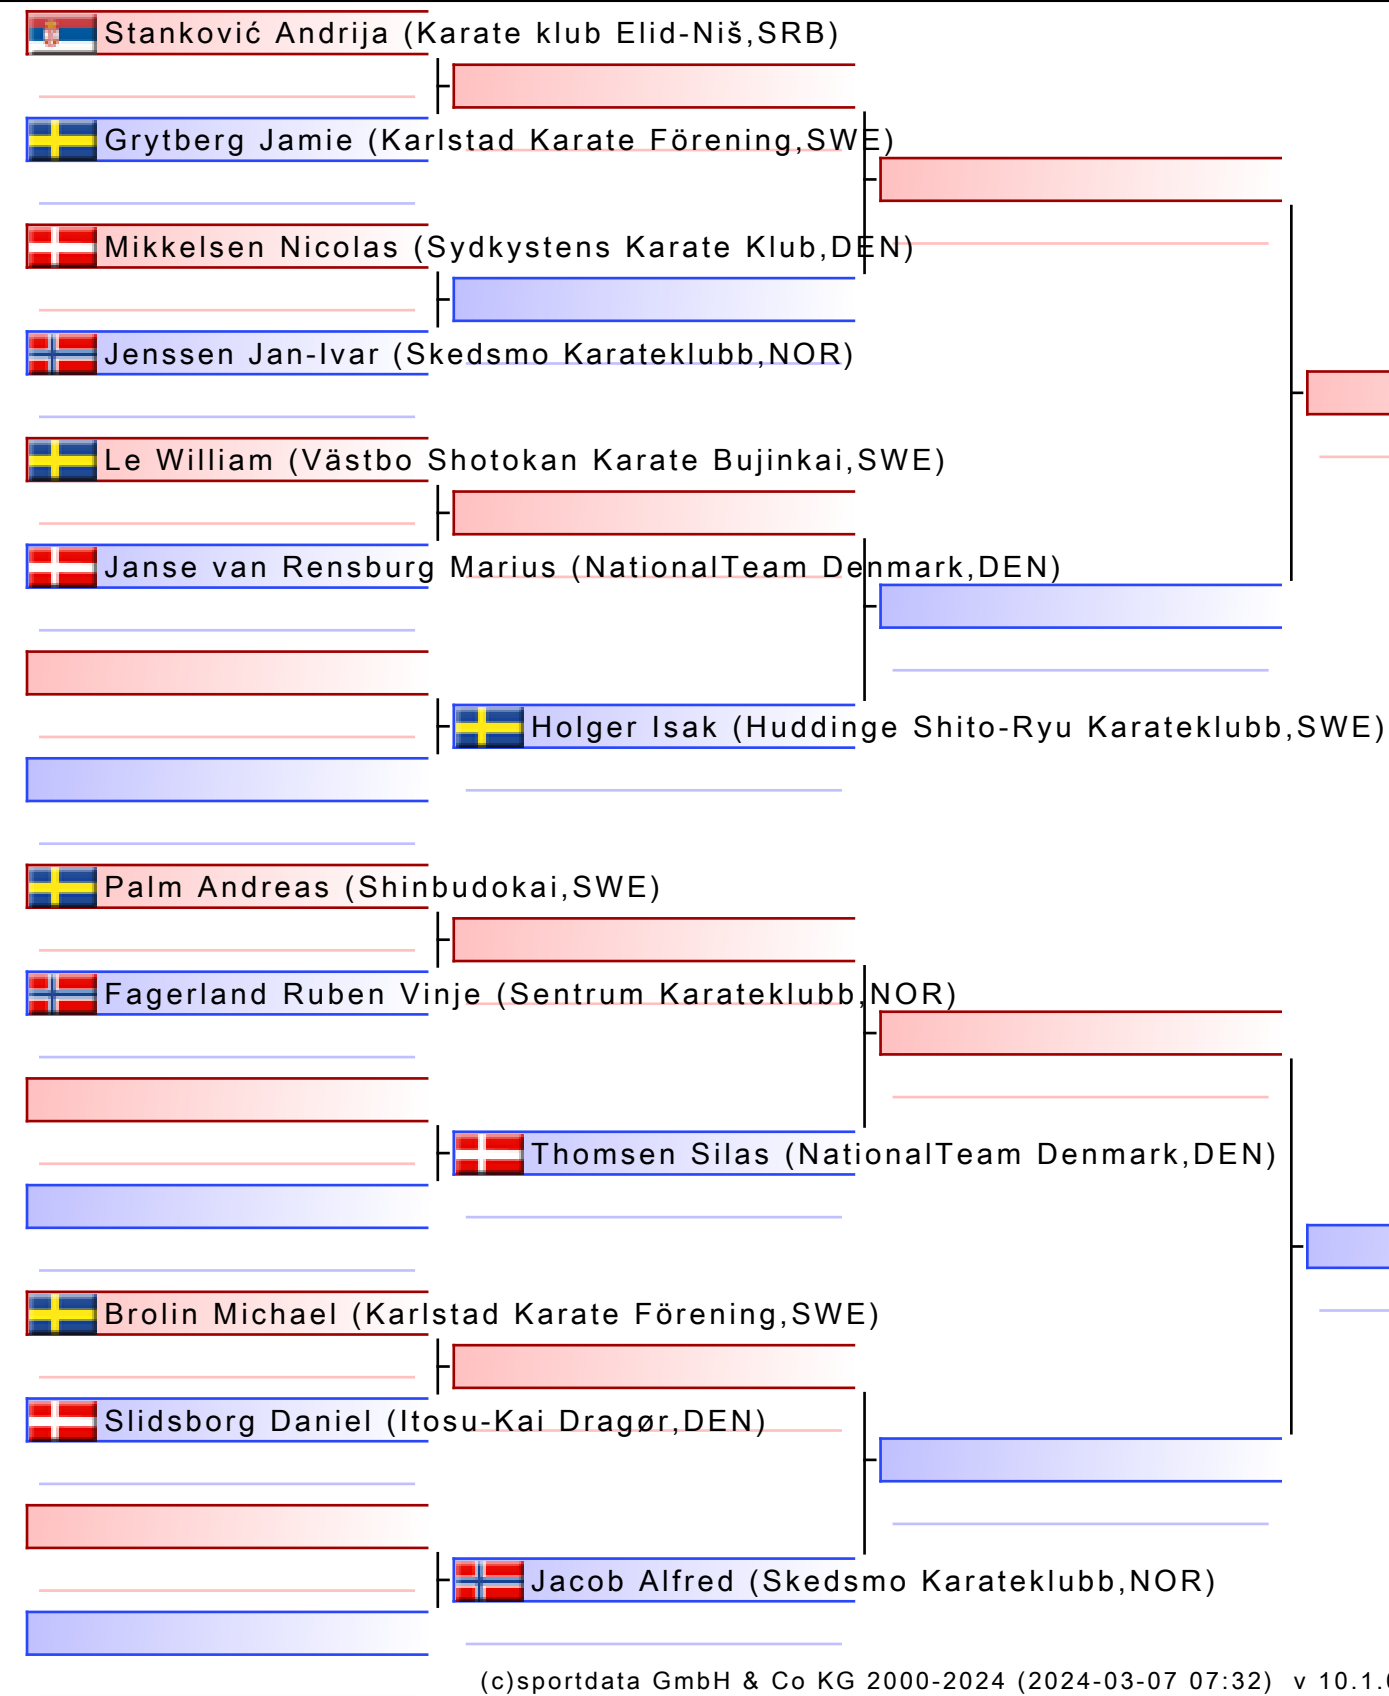 Stanković Andrija (Karate klub Elid-Niš,SRB)
Grytberg Jamie (Karlstad Karate Förening,SWE)
Mikkelsen Nicolas (Sydkystens Karate Klub,DEN)
Jenssen Jan-Ivar (Skedsmo Karateklubb,NOR)
Le William (Västbo Shotokan Karate Bujinkai,SWE)
Janse van Rensburg Marius (NationalTeam Denmark,DEN)
Holger Isak (Huddinge Shito-Ryu Karateklubb,SWE)
Palm Andreas (Shinbudokai,SWE)
Fagerland Ruben Vinje (Sentrum Karateklubb,NOR)
Thomsen Silas (NationalTeam Denmark,DEN)
Brolin Michael (Karlstad Karate Förening,SWE)
Slidsborg Daniel (Itosu-Kai Dragør,DEN)
Jacob Alfred (Skedsmo Karateklubb,NOR)
(c)sportdata GmbH & Co KG 2000-2024 (2024-03-07 07:32) v 10.1.